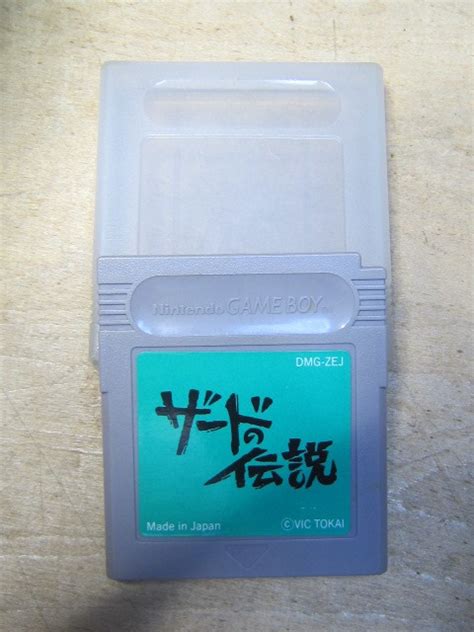 Nintendo GAME BOY
DMG-ZEJ
ザードの
伝説
Made in Japan
©VIC TOKAI